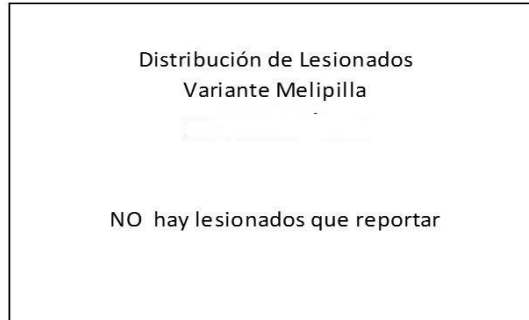 Distribución de Lesionados
Variante Melipilla
NO hay lesionados que reportar